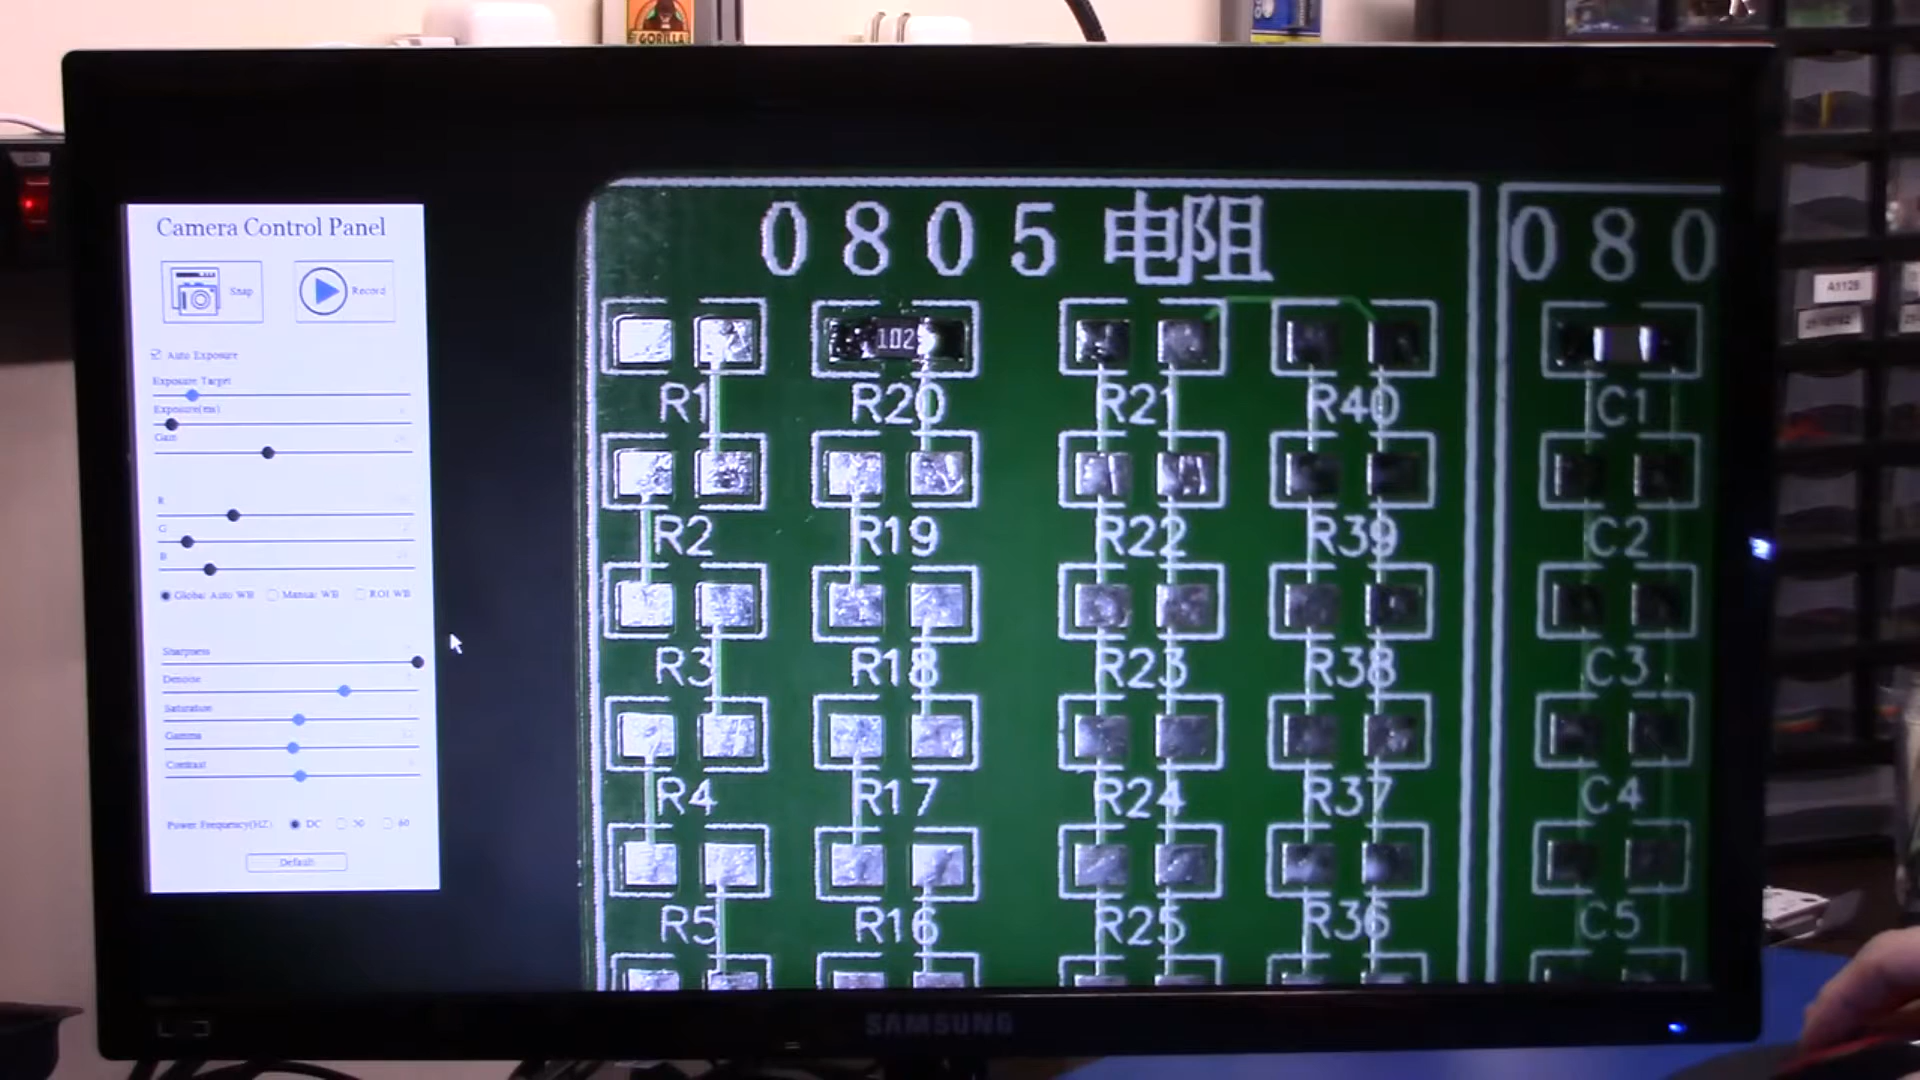 GORILLA
A1128
Camera Control Panel
Snap
Record
Auto Exposure
Exposure Target
Exposure(ms)
Gain
R
G
B
Global Auto WB
Manual WB
ROI WB
Sharpness
Denoise
Saturation
Gamma
Contrast
Power Frequency(HZ)
DC
50
60
Default
0805 电阻
080
102
R1
R20
R21
R40
C1
R2
R19
R22
R39
C2
R3
R18
R23
R38
C3
R4
R17
R24
R37
C4
R5
R16
R25
R36
C5
SAMSUNG